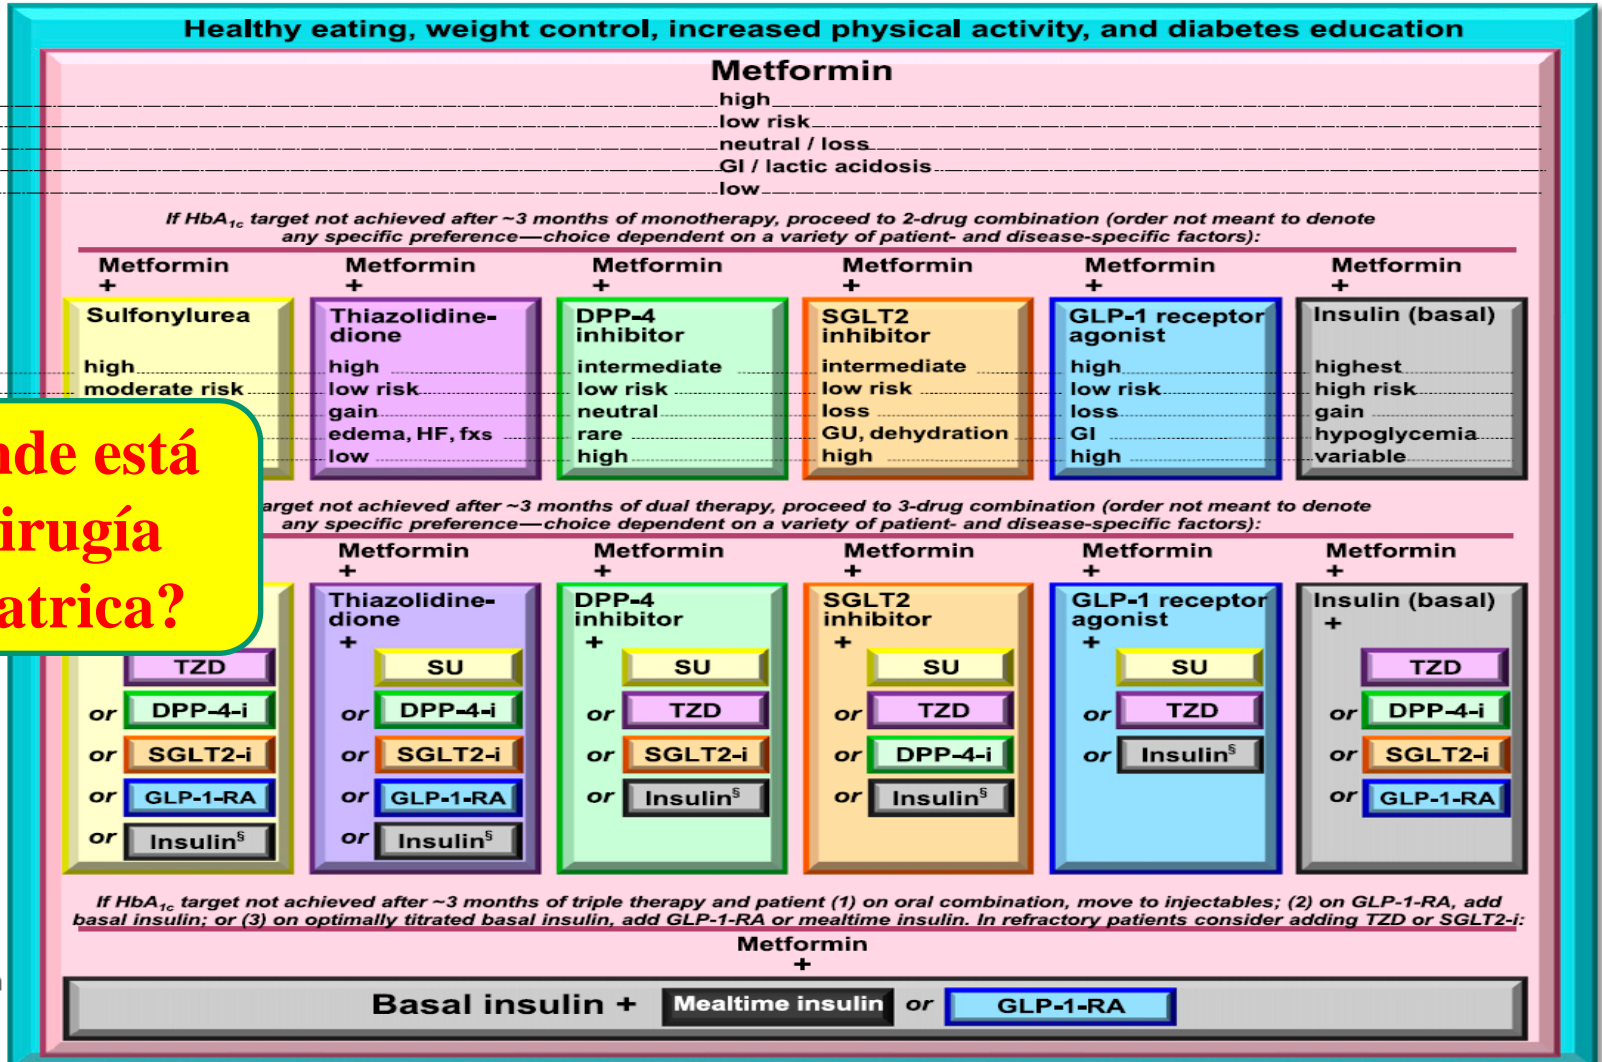 Healthy eating, weight control, increased physical activity, and diabetes education
Metformin
high
low risk
neutral / loss
GI / lactic acidosis
low
If HbA1c target not achieved after ~3 months of monotherapy, proceed to 2-drug combination (order not meant to denote
any specific preference—choice dependent on a variety of patient- and disease-specific factors):
Metformin Metformin Metformin Metformin Metformin Metformin
+ + + + + +
Sulfonylurea Thiazolidine- DPP-4 SGLT2 GLP-1 receptor Insulin (basal)
dione inhibitor inhibitor agonist
high high intermediate intermediate high highest
moderate risk low risk low risk low risk low risk high risk
gain neutral loss loss gain
edema, HF, fxs rare GU, dehydration GI hypoglycemia
low high high high variable
está
atrica?
target not achieved after ~3 months of dual therapy, proceed to 3-drug combination (order not meant to denote
any specific preference—choice dependent on a variety of patient- and disease-specific factors):
Metformin Metformin Metformin Metformin Metformin
+ + + + +
Thiazolidine- DPP-4 SGLT2 GLP-1 receptor Insulin (basal)
dione inhibitor inhibitor agonist +
+ + + +
TZD SU SU SU SU TZD
or DPP-4-i or DPP-4-i or TZD or TZD or TZD or DPP-4-i
or SGLT2-i or SGLT2-i or SGLT2-i or DPP-4-i or Insulin§ or SGLT2-i
or GLP-1-RA or GLP-1-RA or Insulin§ or Insulin§ or GLP-1-RA
or Insulin§ or Insulin§
If HbA1c target not achieved after ~3 months of triple therapy and patient (1) on oral combination, move to injectables; (2) on GLP-1-RA, add
basal insulin; or (3) on optimally titrated basal insulin, add GLP-1-RA or mealtime insulin. In refractory patients consider adding TZD or SGLT2-i:
Metformin
+
Basal insulin + Mealtime insulin or GLP-1-RA